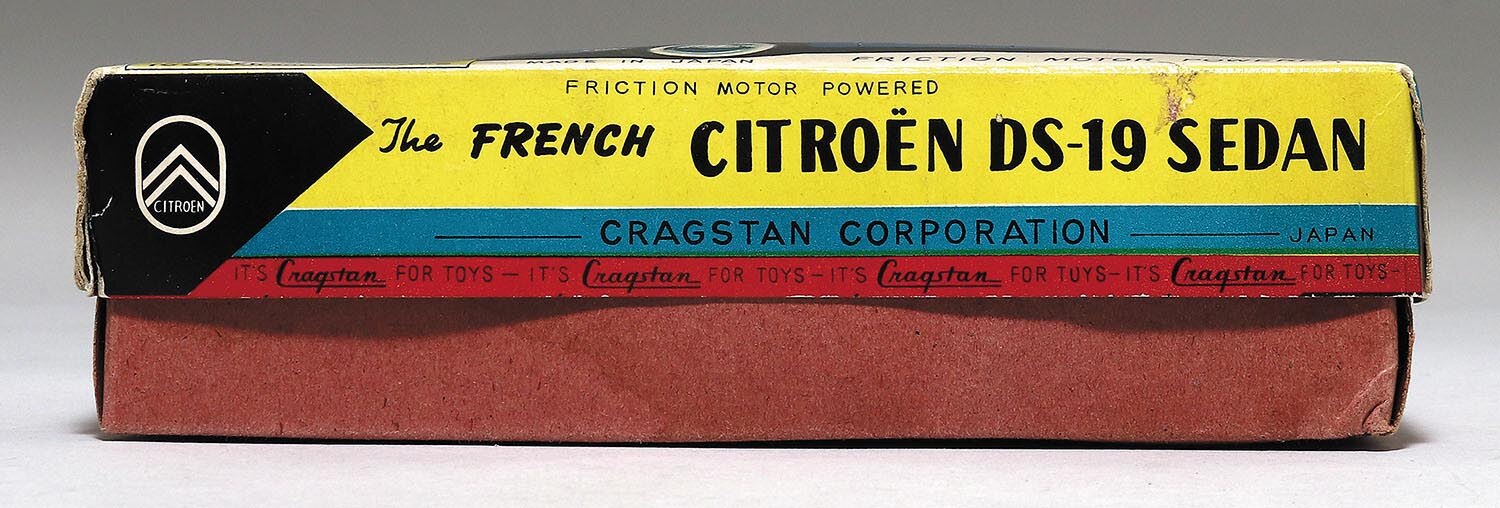 MADE IN JAPAN FRICTION MOTOR POWERED
FRICTION MOTOR POWERED
The FRENCH CITROËN DS-19 SEDAN
CITROËN
CRAGSTAN CORPORATION JAPAN
IT'S Cragstan FOR TOYS — IT'S Cragstan FOR TOYS — IT'S Cragstan FOR TOYS — IT'S Cragstan FOR TOYS -